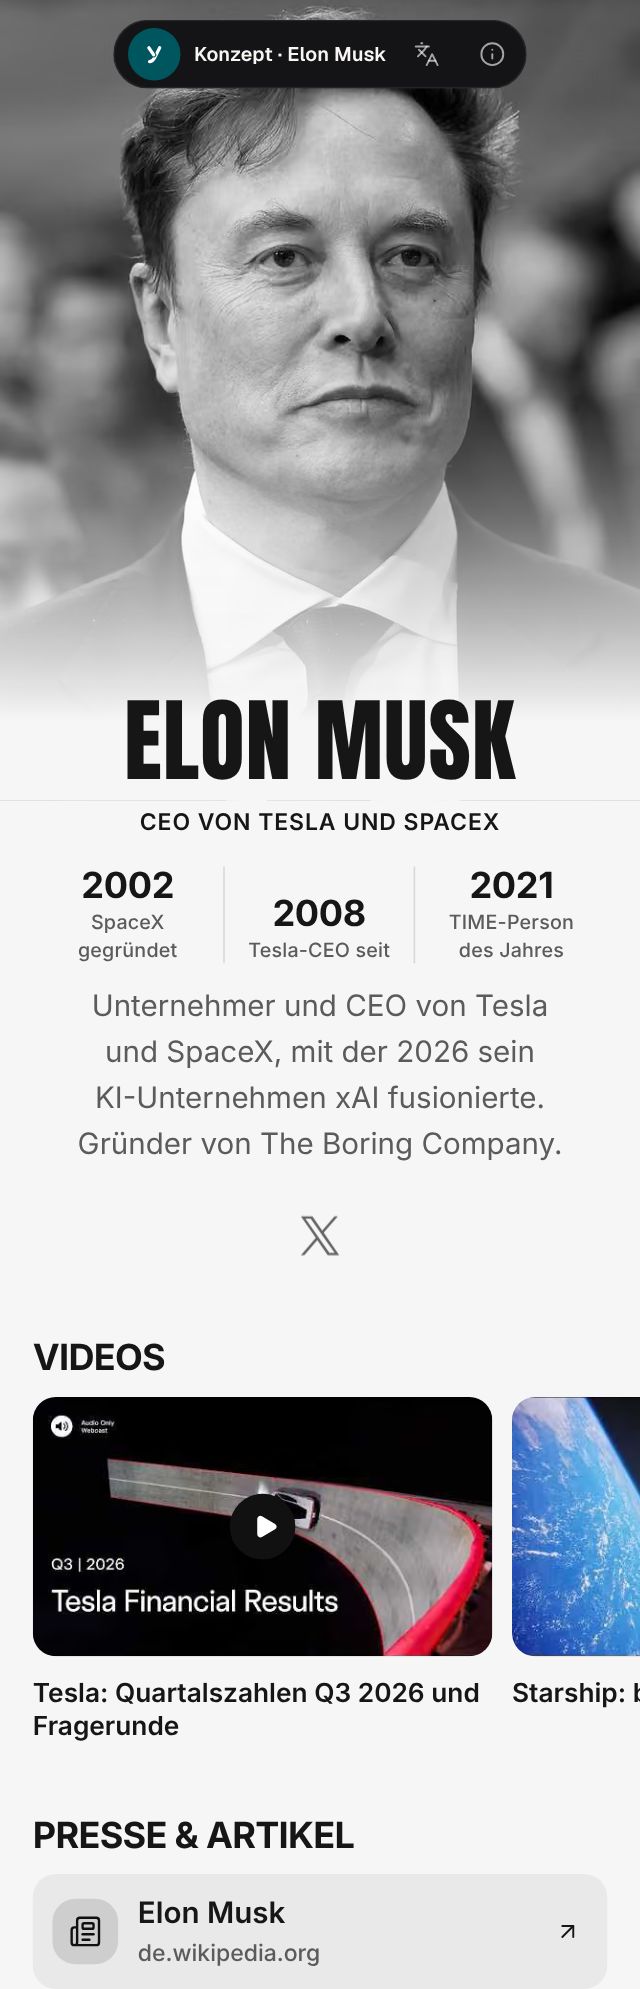 Konzept · Elon Musk
ELON MUSK
CEO VON TESLA UND SPACEX
2002
SpaceX
gegründet
2008
Tesla-CEO seit
2021
TIME-Person
des Jahres
Unternehmer und CEO von Tesla
und SpaceX, mit der 2026 sein
KI-Unternehmen xAI fusionierte.
Gründer von The Boring Company.
VIDEOS
Audio Only
Webcast
Q3 | 2026
Tesla Financial Results
Tesla: Quartalszahlen Q3 2026 und
Fragerunde
Starship:
PRESSE & ARTIKEL
Elon Musk
de.wikipedia.org